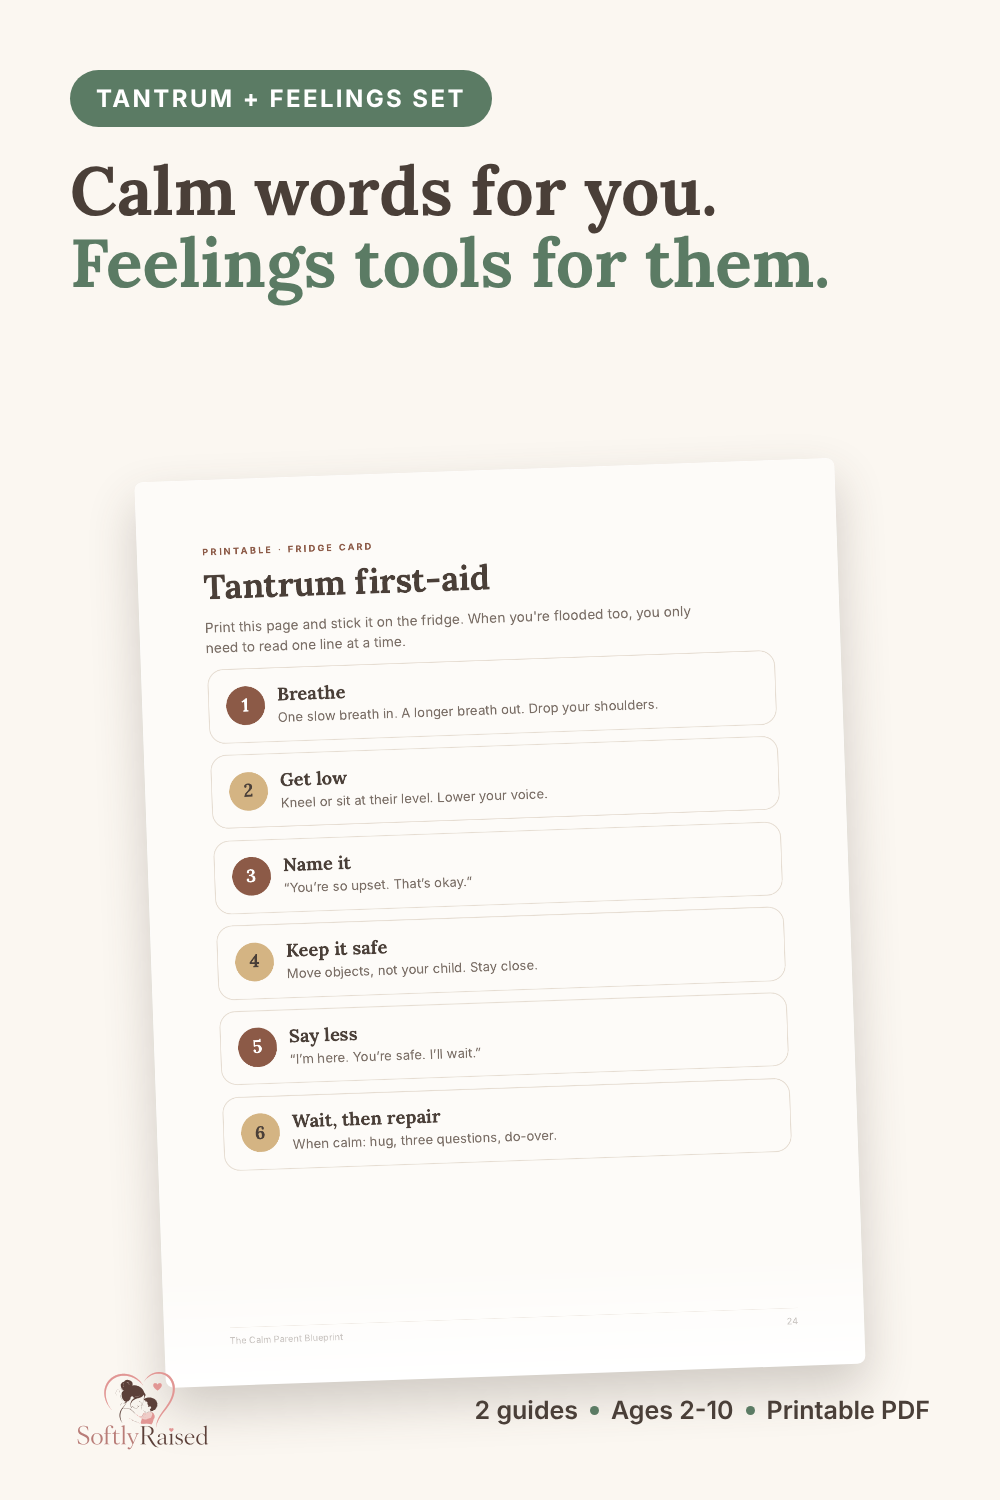 TANTRUM + FEELINGS SET
Calm words for you.
Feelings tools for them.
PRINTABLE · FRIDGE CARD
Tantrum first-aid
Print this page and stick it on the fridge. When you're flooded too, you only
need to read one line at a time.
1
Breathe
One slow breath in. A longer breath out. Drop your shoulders.
2
Get low
Kneel or sit at their level. Lower your voice.
3
Name it
“You’re so upset. That’s okay.”
4
Keep it safe
Move objects, not your child. Stay close.
5
Say less
“I’m here. You’re safe. I’ll wait.”
6
Wait, then repair
When calm: hug, three questions, do-over.
The Calm Parent Blueprint
24
SoftlyRaised
2 guides • Ages 2-10 • Printable PDF